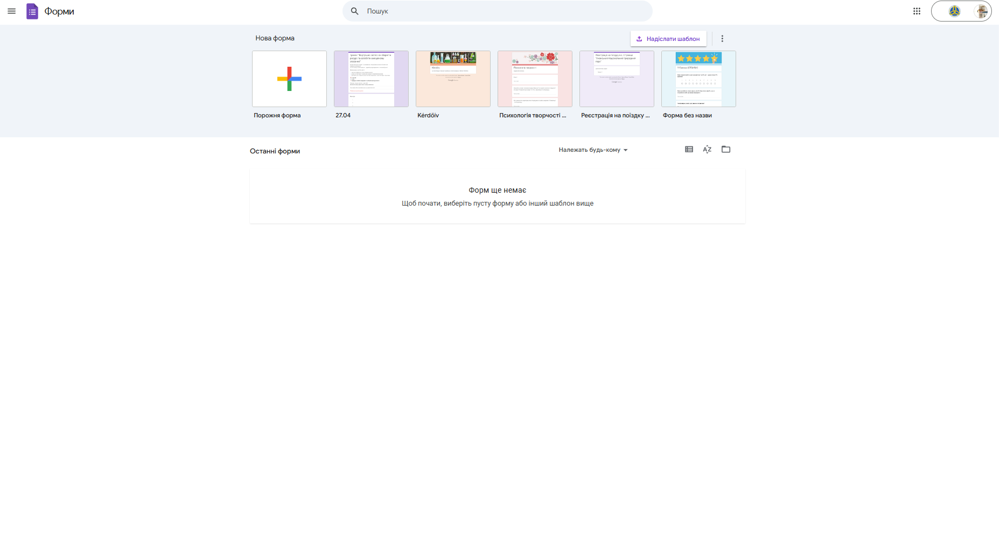 Форми
Пошук
Нова форма
Надіслати шаблон
Порожня форма
27.04
Kérdőív
Психологія творчості ...
Реєстрація на поїздку ...
Форма без назви
Останні форми
Належать будь-кому
AZ
Форм ще немає
Щоб почати, виберіть пусту форму або інший шаблон вище